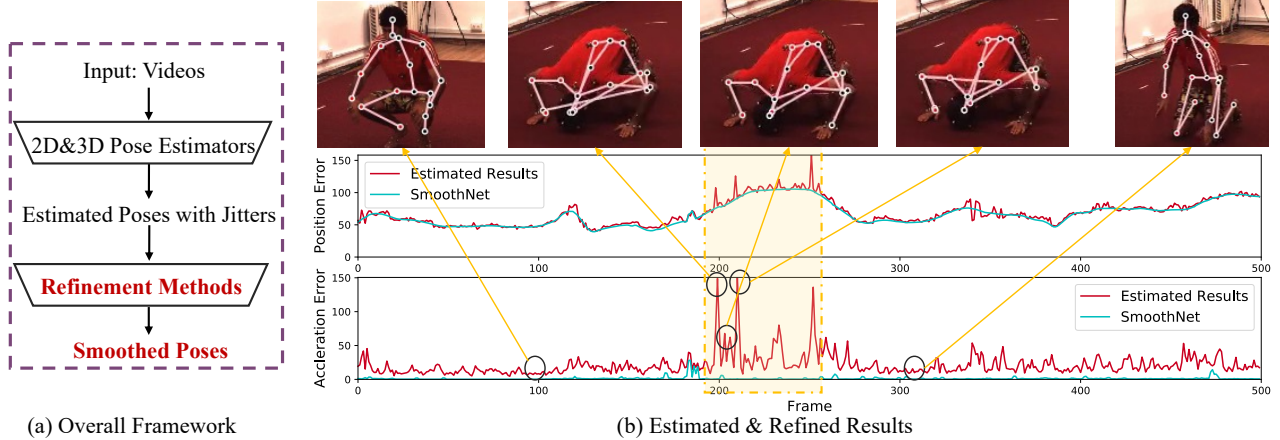 Input: Videos
2D&3D Pose Estimators
Estimated Poses with Jitters
Refinement Methods
Smoothed Poses
(a) Overall Framework
Position Error
150
100
50
0
Estimated Results
SmoothNet
0 100 200 300 400 500
Accleration Error
150
100
50
0
Estimated Results
SmoothNet
0 100 200 300 400 500
Frame
(b) Estimated & Refined Results